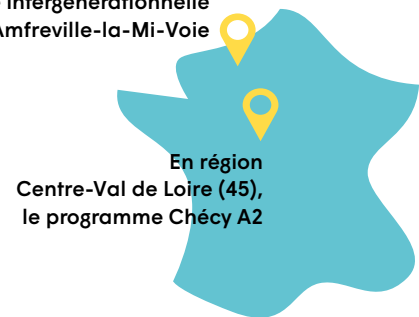 intergénérationnelle
Amfreville-la-Mi-Voie
En région
Centre-Val de Loire (45),
le programme Chécy A2